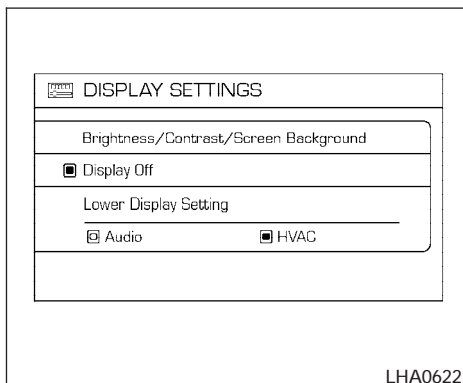 DISPLAY SETTINGS
Brightness/Contrast/Screen Background
Display Off
Lower Display Setting
Audio HVAC
LHA0622